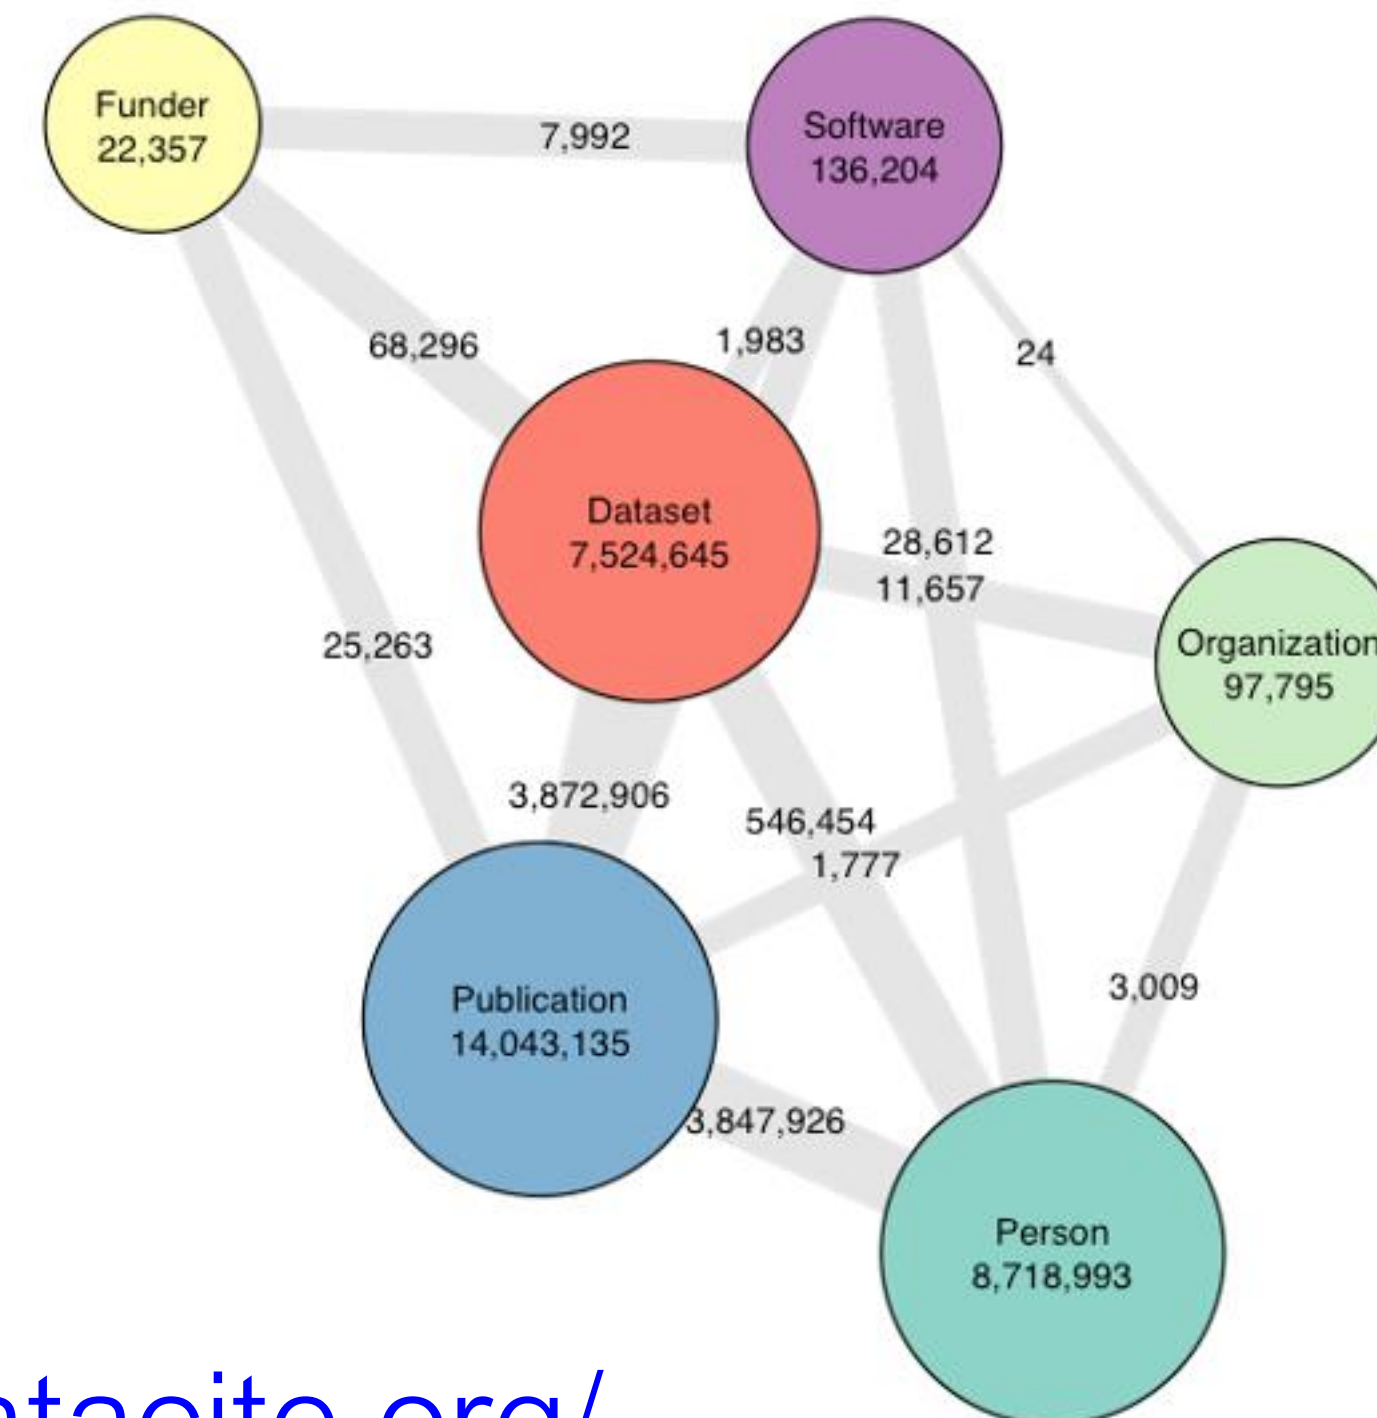 Funder
22,357
7,992
Software
136,204
68,296
1,983
24
Dataset
7,524,645
28,612
11,657
Organization
97,795
25,263
3,872,906
546,454
1,777
Publication
14,043,135
3,009
3,847,926
Person
8,718,993
org/